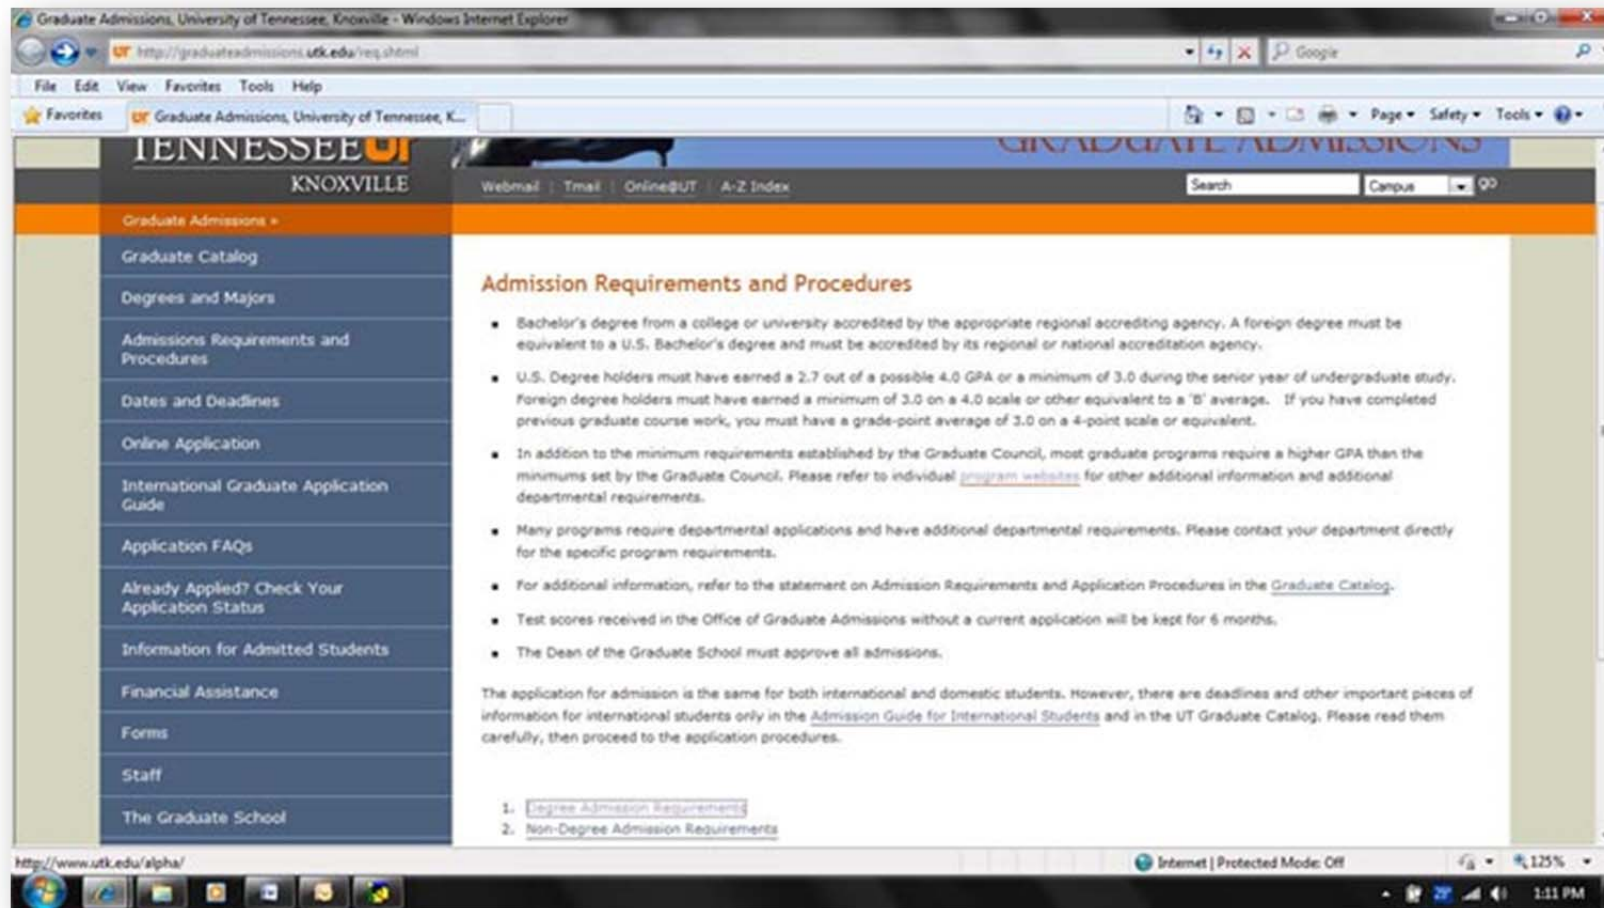 Graduate Admissions, University of Tennessee, Knoxville - Windows Internet Explorer
http://graduateadmissions.utk.edu/req.shtml
Google
File Edit View Favorites Tools Help
Favorites
Graduate Admissions, University of Tennessee, K...
Page Safety Tools
TENNESSEE UT
GRADUATE ADMISSIONS
KNOXVILLE
Webmail | Tmail | Online@UT | A-Z Index
Search
Campus
go
Graduate Admissions »
Graduate Catalog
Degrees and Majors
Admissions Requirements and
Procedures
Dates and Deadlines
Online Application
International Graduate Application
Guide
Application FAQs
Already Applied? Check Your
Application Status
Information for Admitted Students
Financial Assistance
Forms
Staff
The Graduate School
Admission Requirements and Procedures
Bachelor's degree from a college or university accredited by the appropriate regional accrediting agency. A foreign degree must be
equivalent to a U.S. Bachelor's degree and must be accredited by its regional or national accreditation agency.
U.S. Degree holders must have earned a 2.7 out of a possible 4.0 GPA or a minimum of 3.0 during the senior year of undergraduate study.
Foreign degree holders must have earned a minimum of 3.0 on a 4.0 scale or other equivalent to a 'B' average. If you have completed
previous graduate course work, you must have a grade-point average of 3.0 on a 4-point scale or equivalent.
In addition to the minimum requirements established by the Graduate Council, most graduate programs require a higher GPA than the
minimums set by the Graduate Council. Please refer to individual program websites for other additional information and additional
departmental requirements.
Many programs require departmental applications and have additional departmental requirements. Please contact your department directly
for the specific program requirements.
For additional information, refer to the statement on Admission Requirements and Application Procedures in the Graduate Catalog.
Test scores received in the Office of Graduate Admissions without a current application will be kept for 6 months.
The Dean of the Graduate School must approve all admissions.
The application for admission is the same for both international and domestic students. However, there are deadlines and other important pieces of
information for international students only in the Admission Guide for International Students and in the UT Graduate Catalog. Please read them
carefully, then proceed to the application procedures.
1. Degree Admission Requirements
2. Non-Degree Admission Requirements
http://www.utk.edu/alpha/
Internet | Protected Mode: Off
125%
1:11 PM